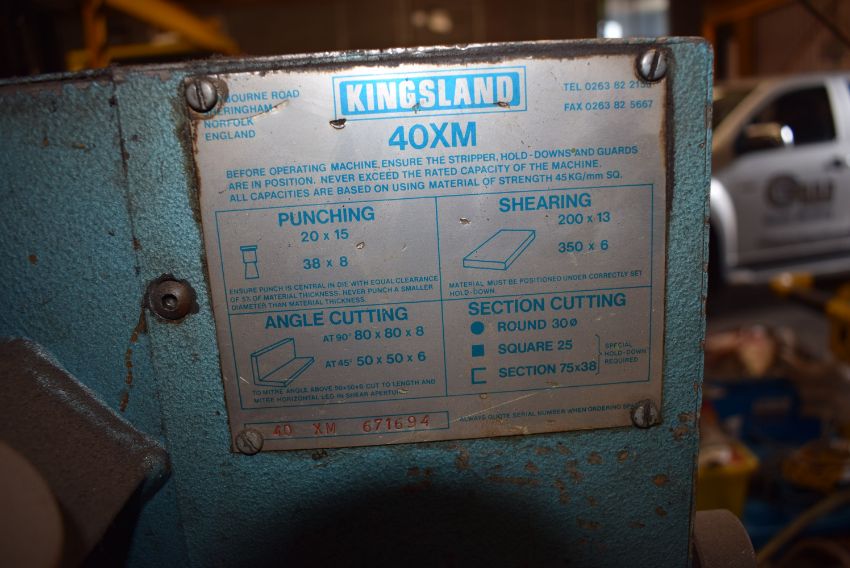 BOURNE ROAD
NORFOLK
ENGLAND
KINGSLAND
TEL 0263 82
FAX 0263 82 5667
40XM
BEFORE OPERATING MACHINE, ENSURE THE STRIPPER, HOLD-DOWNS AND GUARDS
ARE IN POSITION. NEVER EXCEED THE RATED CAPACITY OF THE MACHINE.
ALL CAPACITIES ARE BASED ON USING MATERIAL OF STRENGTH 45KG/mm SQ.
PUNCHING
20 x 15
38 x 8
ENSURE PUNCH IS CENTRAL IN DIE WITH EQUAL CLEARANCE
OF 5% OF MATERIAL THICKNESS. NEVER PUNCH A SMALLER
DIAMETER THAN MATERIAL THICKNESS.
SHEARING
200 x 13
350 x 6
MATERIAL MUST BE POSITIONED UNDER CORRECTLY SET
HOLD-DOWN.
ANGLE CUTTING
AT 90° 80 x 80 x 8
AT 45° 50 x 50 x 6
TO MITRE ANGLE ABOVE 50x50x6 CUT TO LENGTH AND
MITRE HORIZONTAL LEG IN SHEAR APERTURE
SECTION CUTTING
ROUND 30ø
SQUARE 25
SECTION 75x38
SPECIAL
HOLD-DOWN
REQUIRED
40 XM 671694
ALWAYS QUOTE SERIAL NUMBER WHEN ORDERING